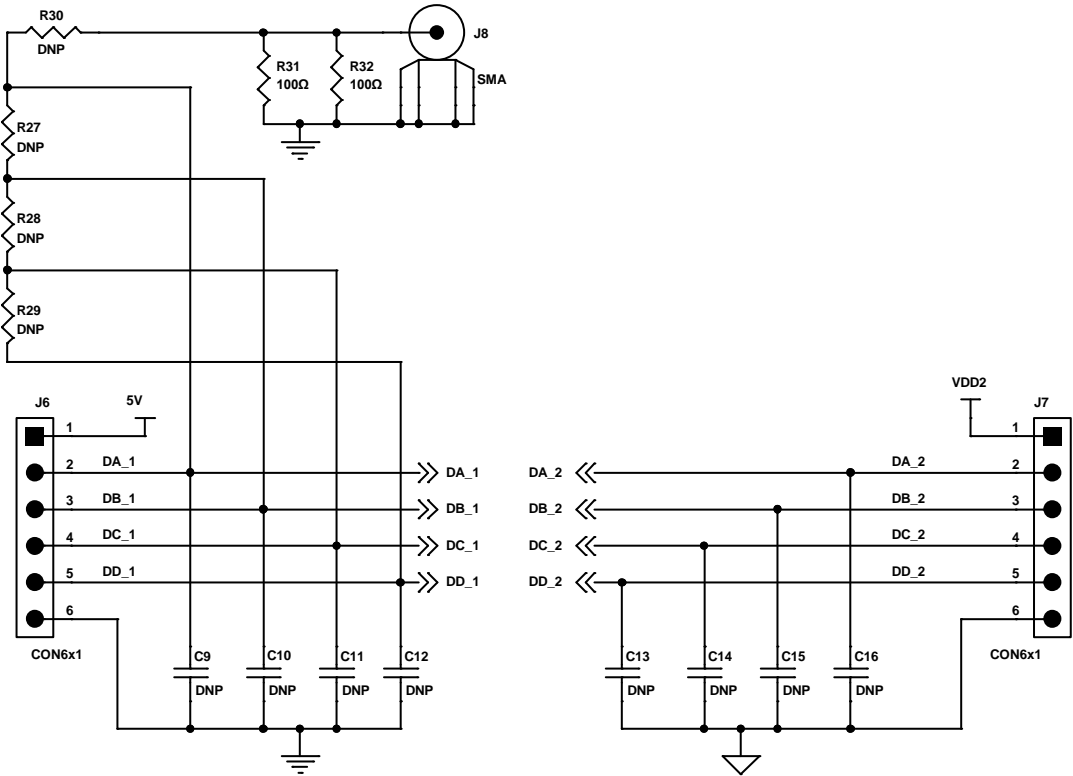 R30
DNP
J8
R31
100Ω
R32
100Ω
SMA
R27
DNP
R28
DNP
R29
DNP
J6
5V
1
2
DA_1
DA_1
3
DB_1
DB_1
4
DC_1
DC_1
5
DD_1
DD_1
6
CON6x1
C9
DNP
C10
DNP
C11
DNP
C12
DNP
VDD2
J7
1
DA_2
DA_2
2
DB_2
DB_2
3
DC_2
DC_2
4
DD_2
DD_2
5
6
CON6x1
C13
DNP
C14
DNP
C15
DNP
C16
DNP